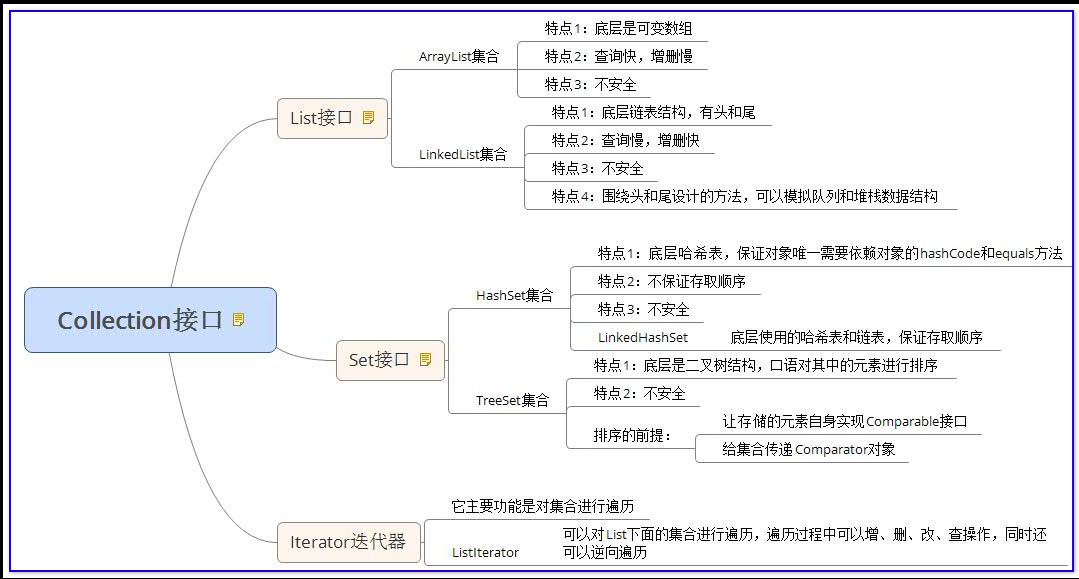 Collection接口
List接口
ArrayList集合
特点1：底层是可变数组
特点2：查询快，增删慢
特点3：不安全
LinkedList集合
特点1：底层链表结构，有头和尾
特点2：查询慢，增删快
特点3：不安全
特点4：围绕头和尾设计的方法，可以模拟队列和堆栈数据结构
Set接口
HashSet集合
特点1：底层哈希表，保证对象唯一需要依赖对象的hashCode和equals方法
特点2：不保证存取顺序
特点3：不安全
LinkedHashSet
底层使用的哈希表和链表，保证存取顺序
TreeSet集合
特点1：底层是二叉树结构，口语对其中的元素进行排序
特点2：不安全
排序的前提：
让存储的元素自身实现Comparable接口
给集合传递Comparator对象
Iterator迭代器
它主要功能是对集合进行遍历
ListIterator
可以对List下面的集合进行遍历，遍历过程中可以增、删、改、查操作，同时还
可以逆向遍历